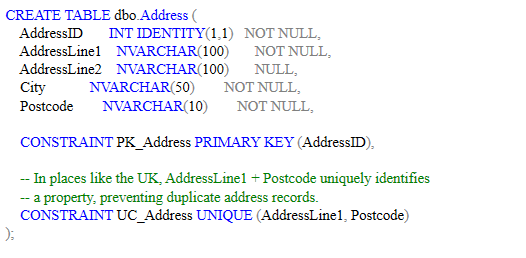 CREATE TABLE dbo.Address (
AddressID INT IDENTITY(1,1) NOT NULL,
AddressLine1 NVARCHAR(100) NOT NULL,
AddressLine2 NVARCHAR(100) NULL,
City NVARCHAR(50) NOT NULL,
Postcode NVARCHAR(10) NOT NULL,
CONSTRAINT PK_Address PRIMARY KEY (AddressID),
-- In places like the UK, AddressLine1 + Postcode uniquely identifies
-- a property, preventing duplicate address records.
CONSTRAINT UC_Address UNIQUE (AddressLine1, Postcode)
);